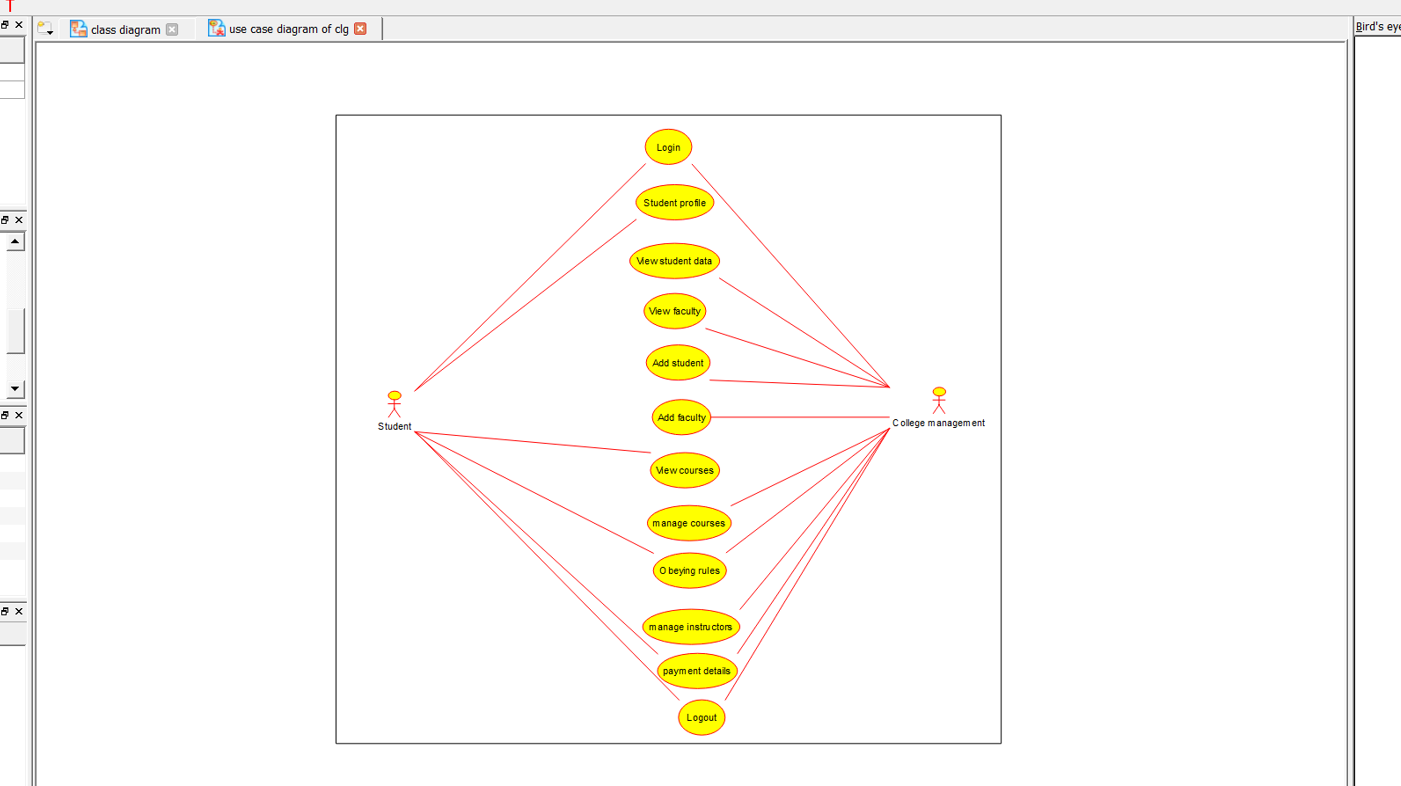 T
class diagram
use case diagram of clg
Bird's eye
Login
Student profile
View student data
View faculty
Add student
Add faculty
Student
College management
View courses
manage courses
Obeying rules
manage instructors
payment details
Logout